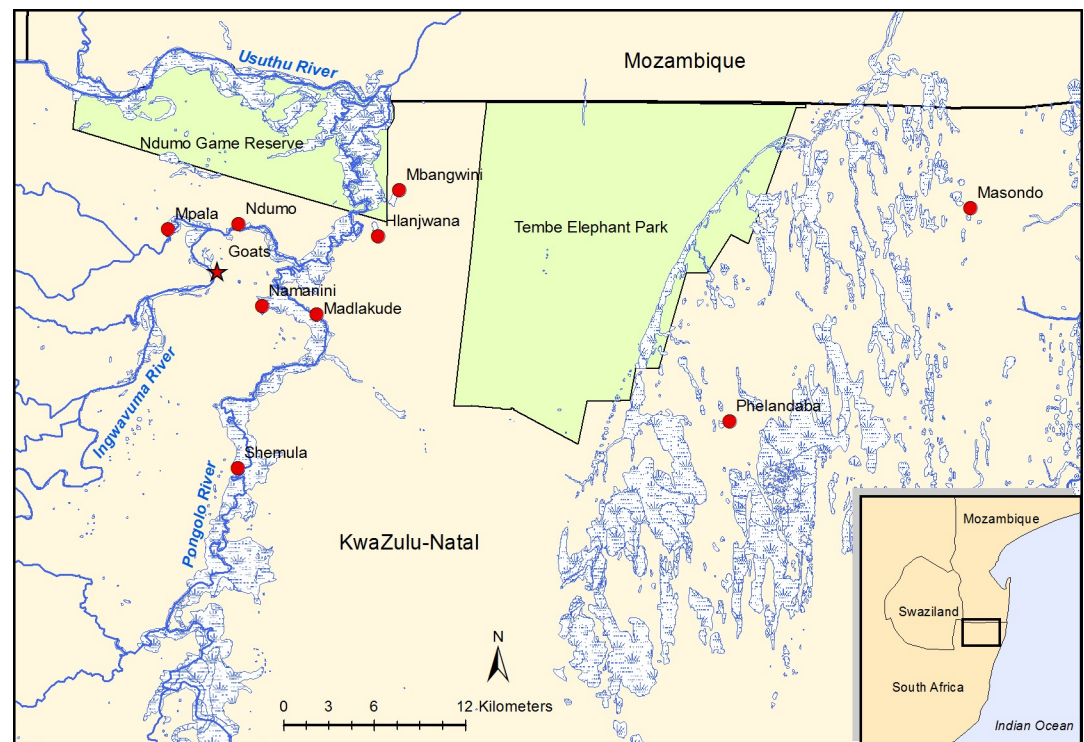 Mozambique
Usuthu River
Ndumo Game Reserve
Mbangwini
Masondo
Mpala
Ndumo
Hlanjwana
Tembe Elephant Park
Goats
Namanini
Madlakude
Ingwavuma River
Phelandaba
Shemula
Pongolo River
KwaZulu-Natal
N
0 3 6 12 Kilometers
Mozambique
Swaziland
South Africa
Indian Ocean